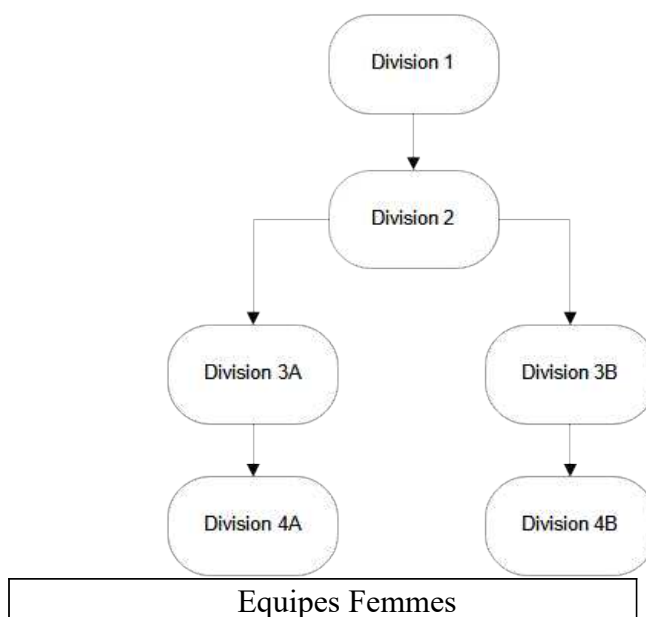 Division 1
Division 2
Division 3A
Division 3B
Division 4A
Division 4B
Equipes Femmes